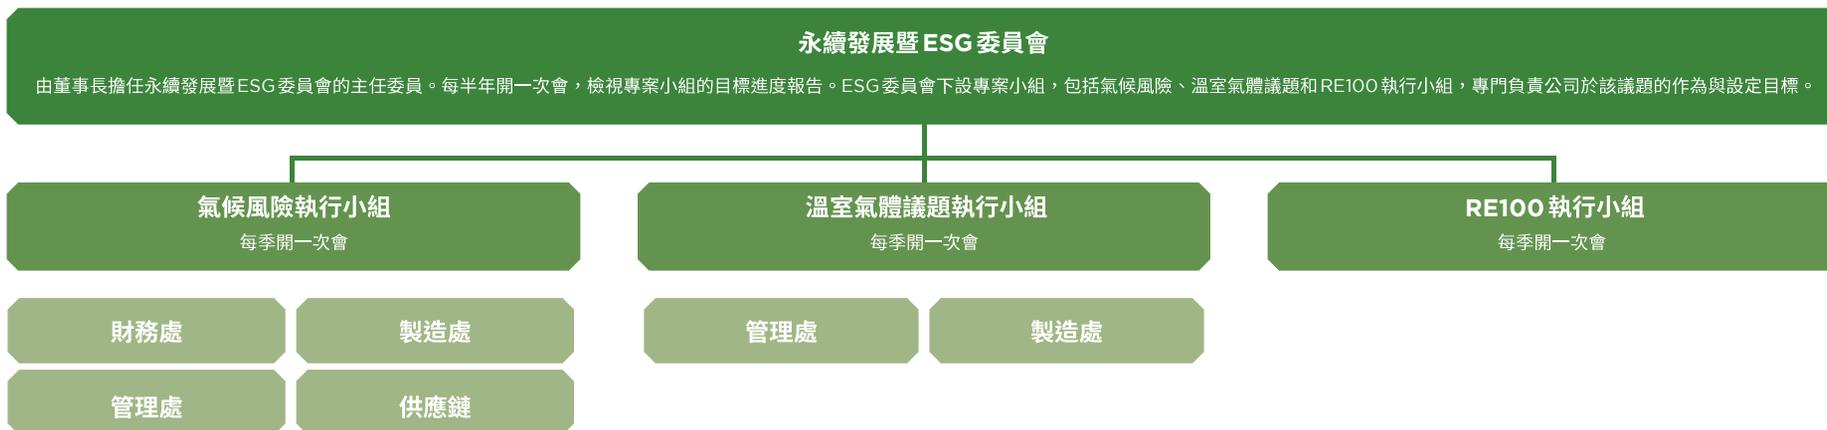 永續發展暨ESG委員會
由董事長擔任永續發展暨ESG委員會的主任委員。每半年開一次會，檢視專案小組的目標進度報告。ESG委員會下設專案小組，包括氣候風險、溫室氣體議題和RE100執行小組，專門負責公司於該議題的作為與設定目標。
氣候風險執行小組
每季開一次會
溫室氣體議題執行小組
每季開一次會
RE100執行小組
每季開一次會
財務處
製造處
管理處
製造處
管理處
供應鏈